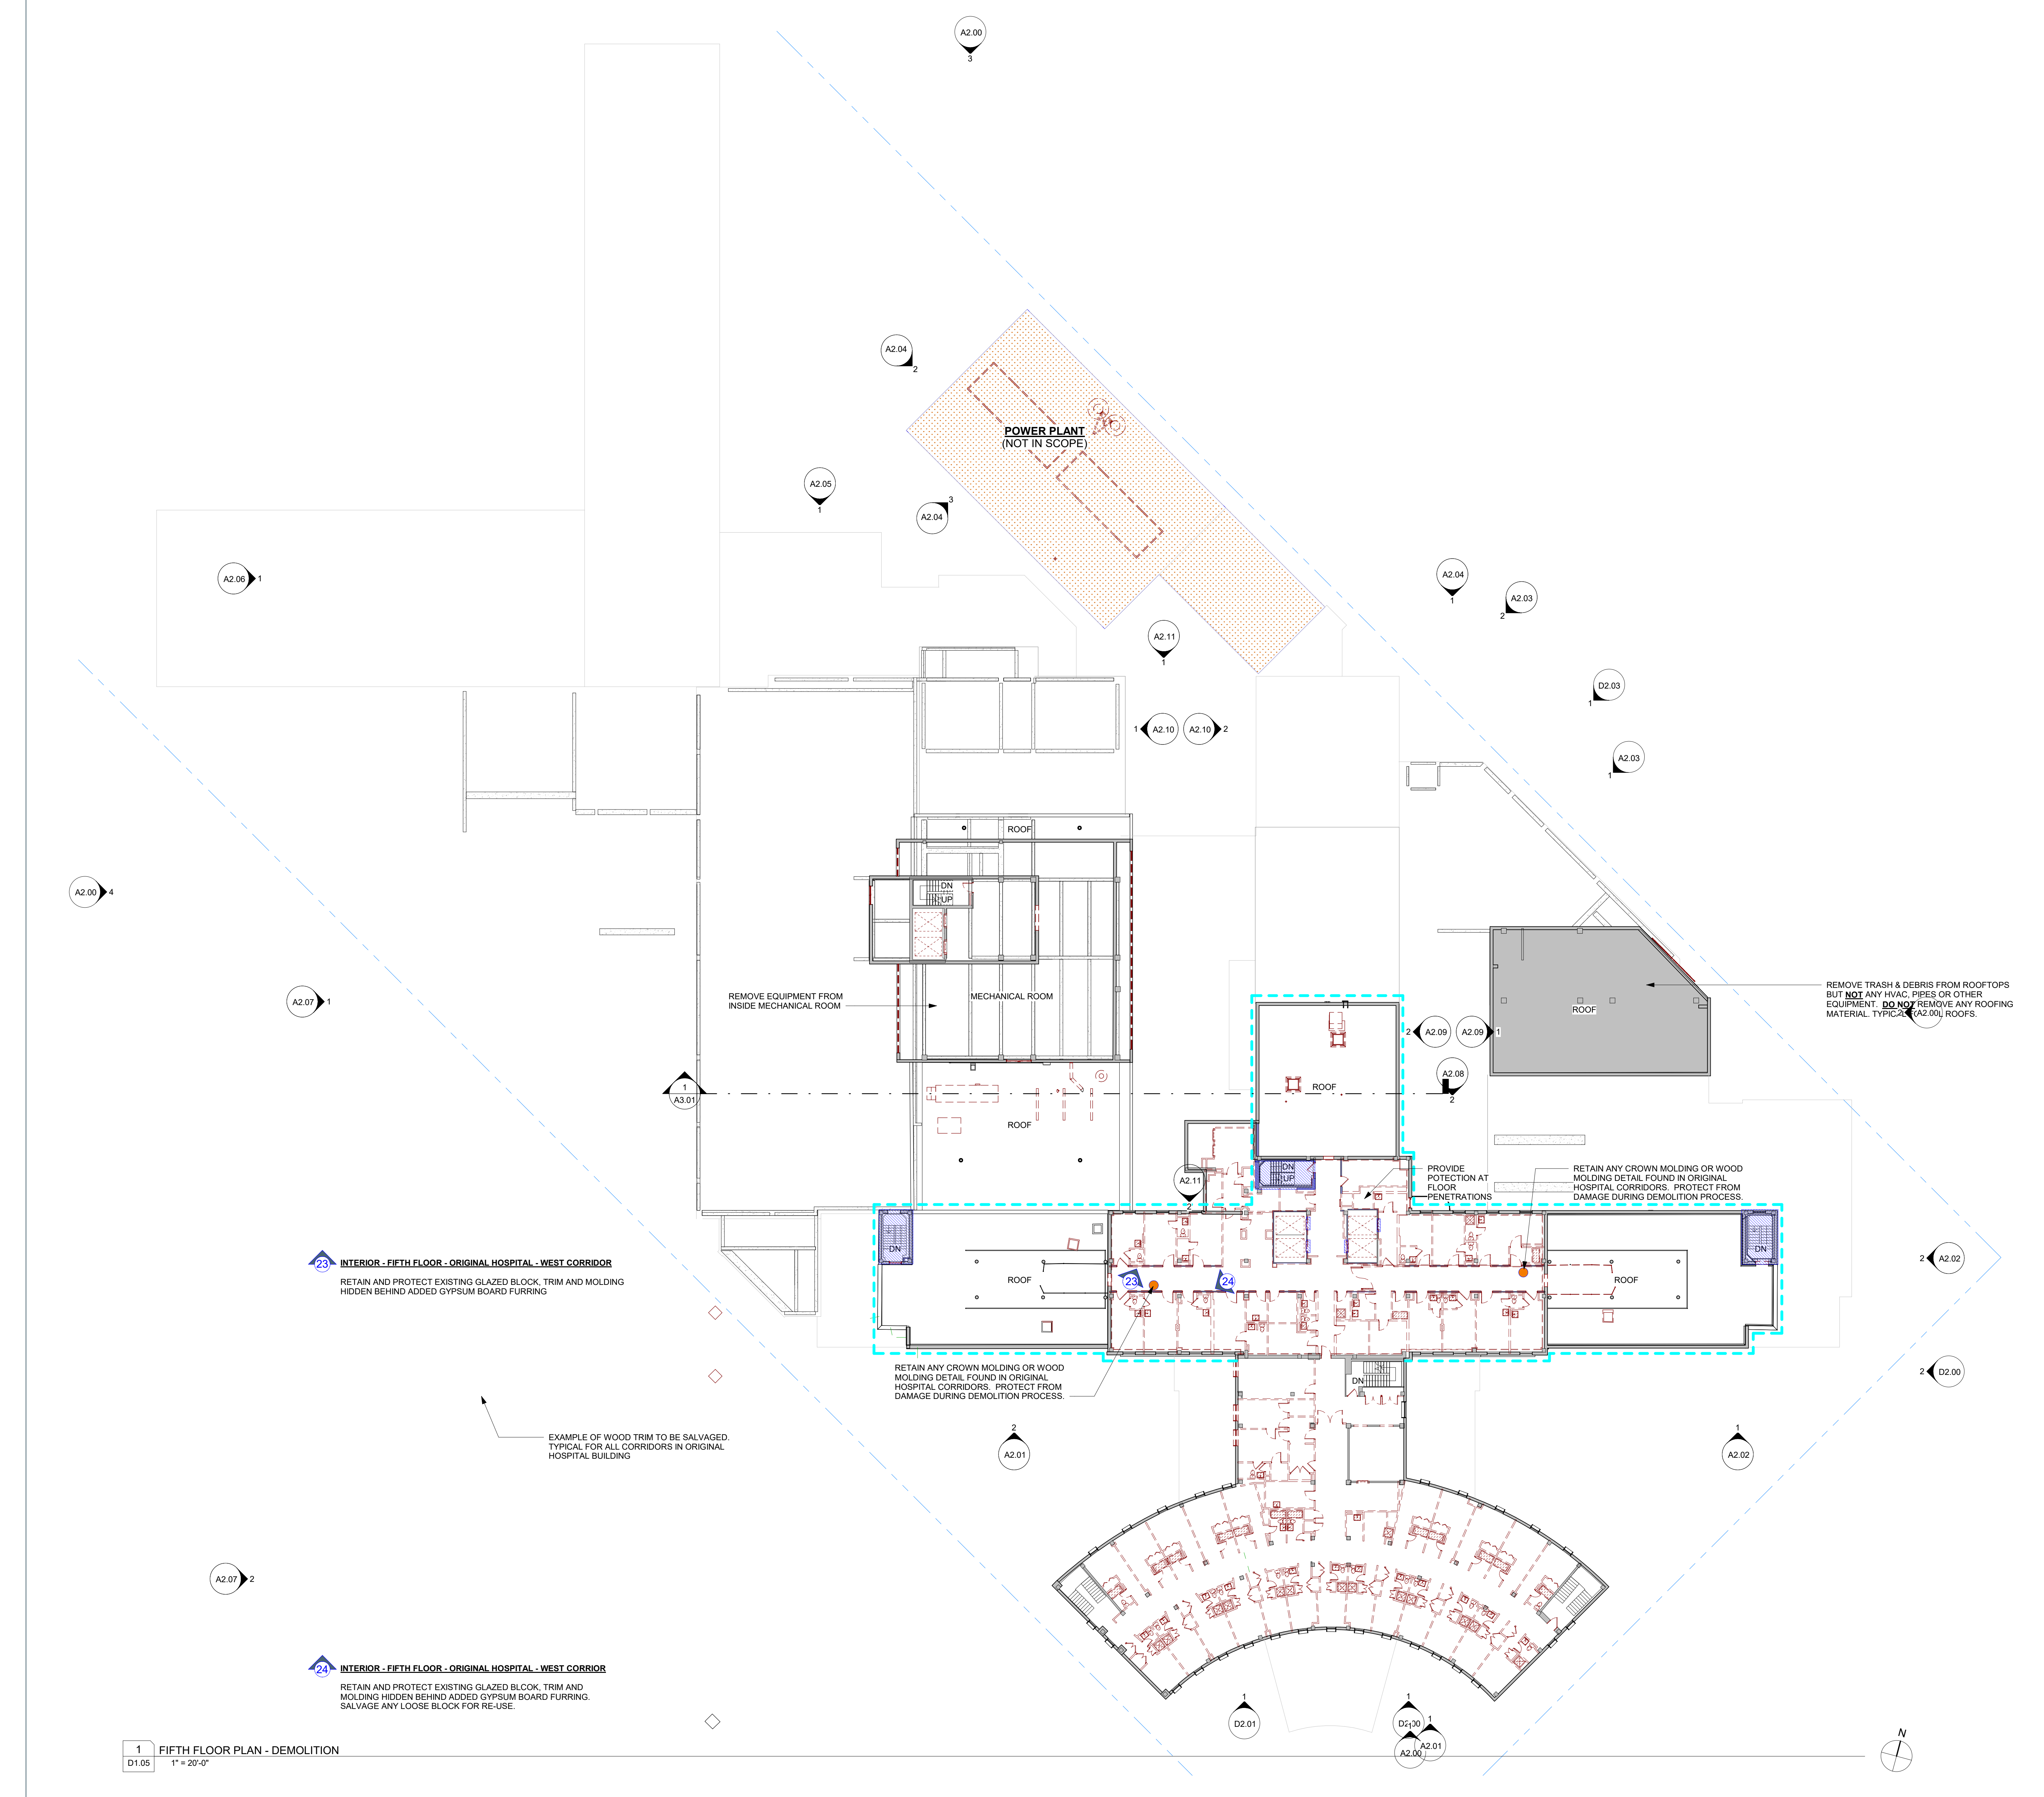 A2.00
3
A2.04
2
POWER PLANT
(NOT IN SCOPE)
A2.05
1
3
A2.04
A2.06
1
A2.04
1
A2.03
2
A2.11
1
D2.03
1
1
A2.10
A2.10
2
A2.03
1
ROOF
A2.00
4
DN
UP
REMOVE EQUIPMENT FROM
INSIDE MECHANICAL ROOM
MECHANICAL ROOM
A2.07
1
REMOVE TRASH & DEBRIS FROM ROOFTOPS
BUT NOT ANY HVAC, PIPES OR OTHER
EQUIPMENT. DO NOT REMOVE ANY ROOFING
MATERIAL. TYPICAL FOR ALL ROOFS.
2
A2.00
ROOF
2
A2.09
A2.09
1
A2.08
2
1
A3.01
ROOF
ROOF
PROVIDE
POTECTION AT
FLOOR
PENETRATIONS
RETAIN ANY CROWN MOLDING OR WOOD
MOLDING DETAIL FOUND IN ORIGINAL
HOSPITAL CORRIDORS. PROTECT FROM
DAMAGE DURING DEMOLITION PROCESS.
DN
UP
A2.11
2
DN
DN
ROOF
23
24
ROOF
2
A2.02
23
INTERIOR - FIFTH FLOOR - ORIGINAL HOSPITAL - WEST CORRIDOR
RETAIN AND PROTECT EXISTING GLAZED BLOCK, TRIM AND MOLDING
HIDDEN BEHIND ADDED GYPSUM BOARD FURRING
RETAIN ANY CROWN MOLDING OR WOOD
MOLDING DETAIL FOUND IN ORIGINAL
HOSPITAL CORRIDORS. PROTECT FROM
DAMAGE DURING DEMOLITION PROCESS.
DN
2
D2.00
2
A2.01
1
A2.02
EXAMPLE OF WOOD TRIM TO BE SALVAGED.
TYPICAL FOR ALL CORRIDORS IN ORIGINAL
HOSPITAL BUILDING
A2.07
2
24
INTERIOR - FIFTH FLOOR - ORIGINAL HOSPITAL - WEST CORRIOR
RETAIN AND PROTECT EXISTING GLAZED BLCOK, TRIM AND
MOLDING HIDDEN BEHIND ADDED GYPSUM BOARD FURRING.
SALVAGE ANY LOOSE BLOCK FOR RE-USE.
1
D2.01
1
D2.00
1
A2.00
1
A2.01
1
D1.05
FIFTH FLOOR PLAN - DEMOLITION
1" = 20'-0"
N